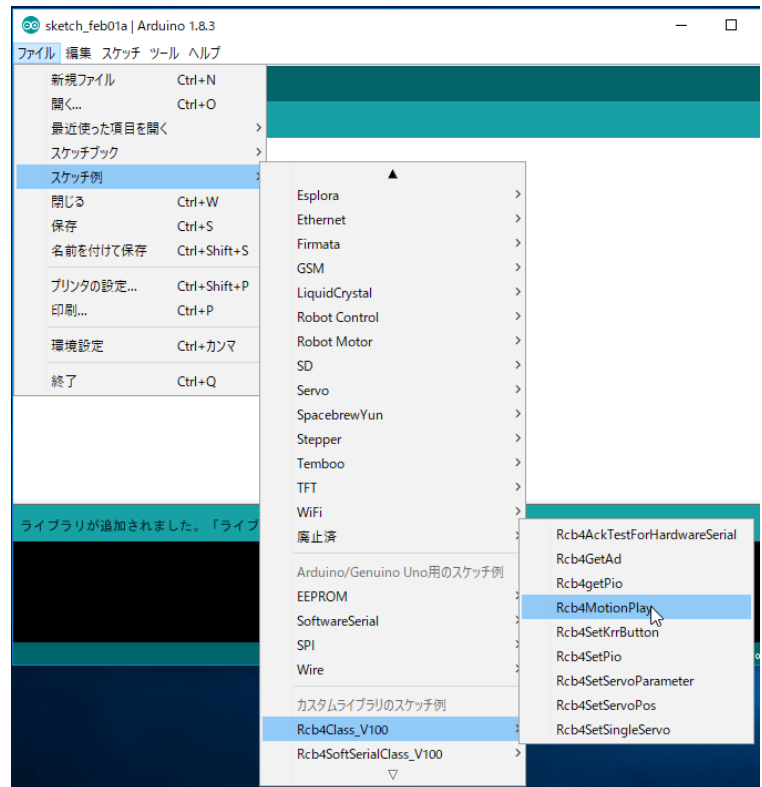 sketch_feb01a | Arduino 1.8.3
ファイル 編集 スケッチ ツール ヘルプ
新規ファイル Ctrl+N
開く... Ctrl+O
最近使った項目を開く
スケッチブック
スケッチ例
閉じる Ctrl+W
保存 Ctrl+S
名前を付けて保存 Ctrl+Shift+S
プリンタの設定... Ctrl+Shift+P
印刷... Ctrl+P
環境設定 Ctrl+カンマ
終了 Ctrl+Q
Esplora
Ethernet
Firmata
GSM
LiquidCrystal
Robot Control
Robot Motor
SD
Servo
SpacebrewYun
Stepper
Temboo
TFT
WiFi
廃止済
Arduino/Genuino Uno用のスケッチ例
EEPROM
SoftwareSerial
SPI
Wire
カスタムライブラリのスケッチ例
Rcb4Class_V100
Rcb4SoftSerialClass_V100
Rcb4AckTestForHardwareSerial
Rcb4GetAd
Rcb4getPio
Rcb4MotionPlay
Rcb4SetKrrButton
Rcb4SetPio
Rcb4SetServoParameter
Rcb4SetServoPos
Rcb4SetSingleServo
ライブラリが追加されました。「ライブ